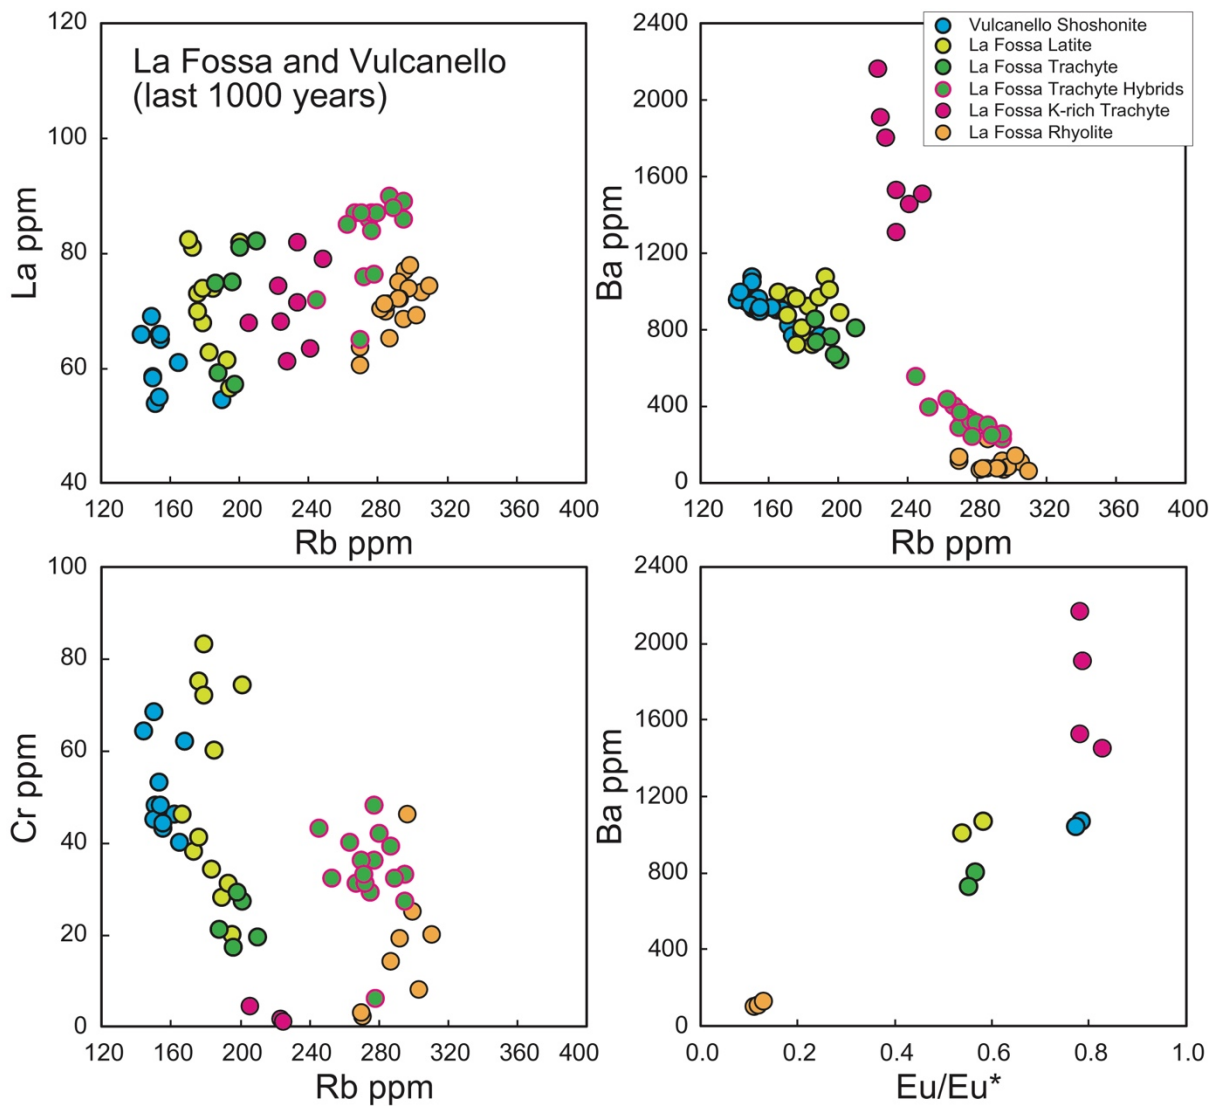 120
100
80
60
40
La ppm
La Fossa and Vulcanello
(last 1000 years)
120 160 200 240 280 320 360 400
Rb ppm
2400
2000
1600
1200
800
400
0
Ba ppm
Vulcanello Shoshonite
La Fossa Latite
La Fossa Trachyte
La Fossa Trachyte Hybrids
La Fossa K-rich Trachyte
La Fossa Rhyolite
120 160 200 240 280 320 360 400
Rb ppm
100
80
60
40
20
0
Cr ppm
120 160 200 240 280 320 360 400
Rb ppm
2400
2000
1600
1200
800
400
0
Ba ppm
0.0 0.2 0.4 0.6 0.8 1.0
Eu/Eu*